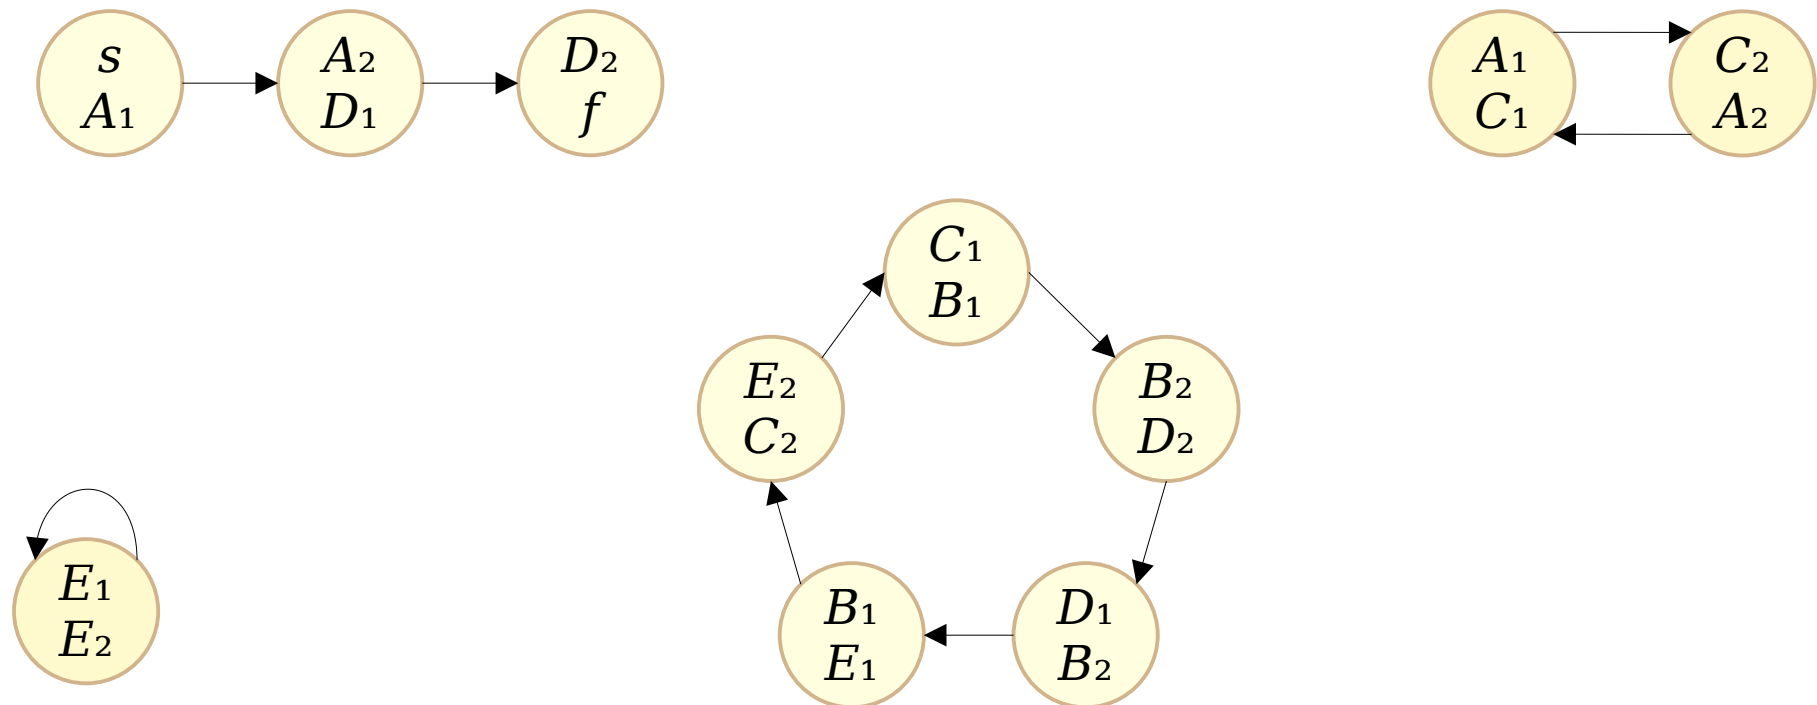 s
A₁
A₂
D₁
D₂
f
A₁
C₁
C₂
A₂
C₁
B₁
E₂
C₂
B₂
D₂
E₁
E₂
B₁
E₁
D₁
B₂